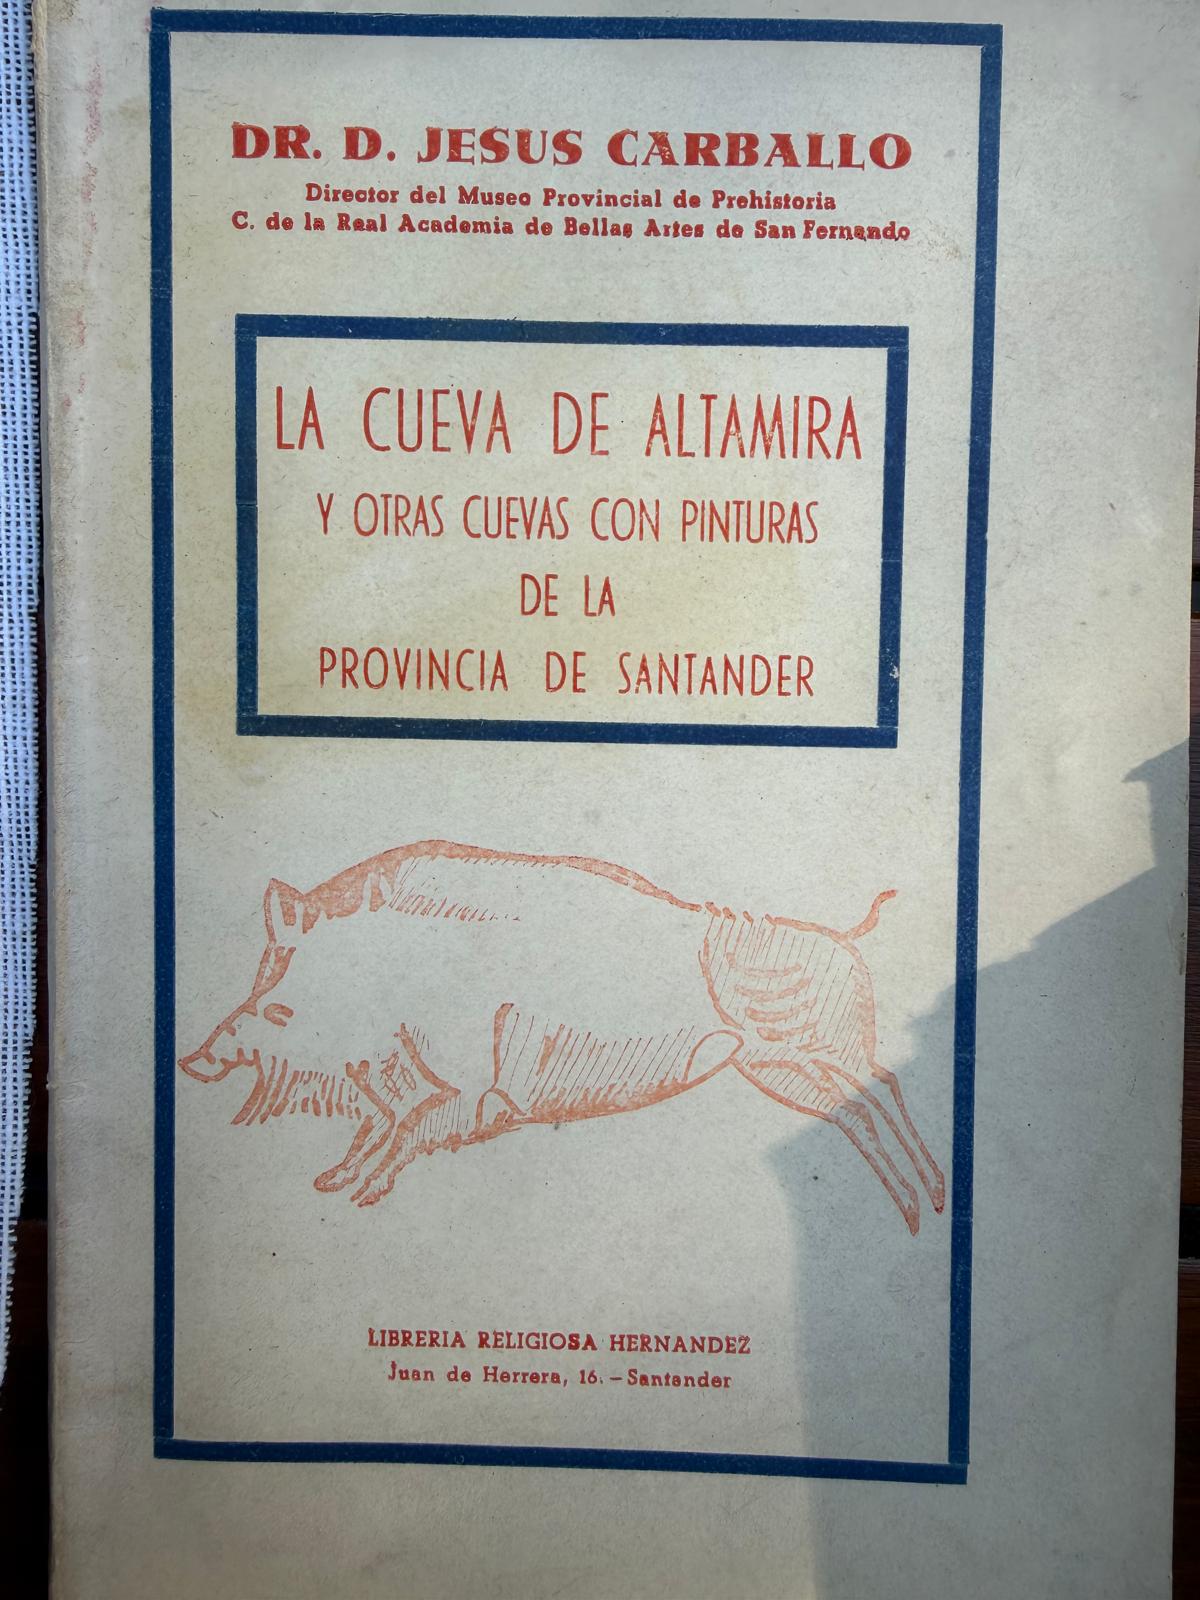 DR. D. JESUS CARBALLO
Director del Museo Provincial de Prehistoria
C. de la Real Academia de Bellas Artes de San Fernando
LA CUEVA DE ALTAMIRA
Y OTRAS CUEVAS CON PINTURAS
DE LA
PROVINCIA DE SANTANDER
LIBRERIA RELIGIOSA HERNANDEZ
Juan de Herrera, 16. - Santander